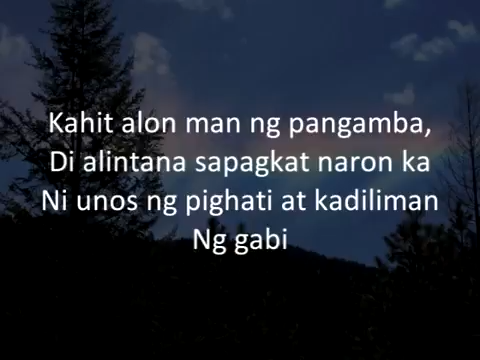 Kahit alon man ng pangamba,
Di alintana sapagkat naron ka
Ni unos ng pighati at kadiliman
Ng gabi